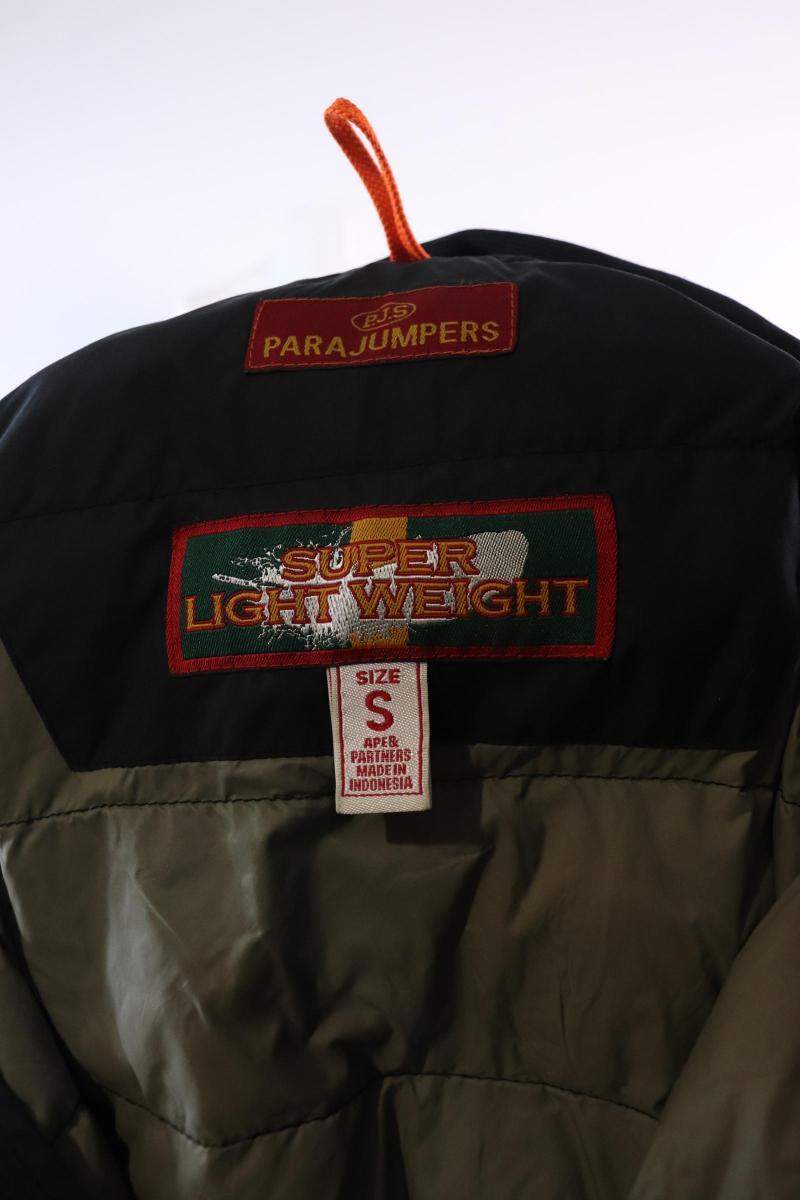 P.J.S
PARAJUMPERS
SUPER
LIGHT WEIGHT
SIZE
S
APE&
PARTNERS
MADE IN
INDONESIA